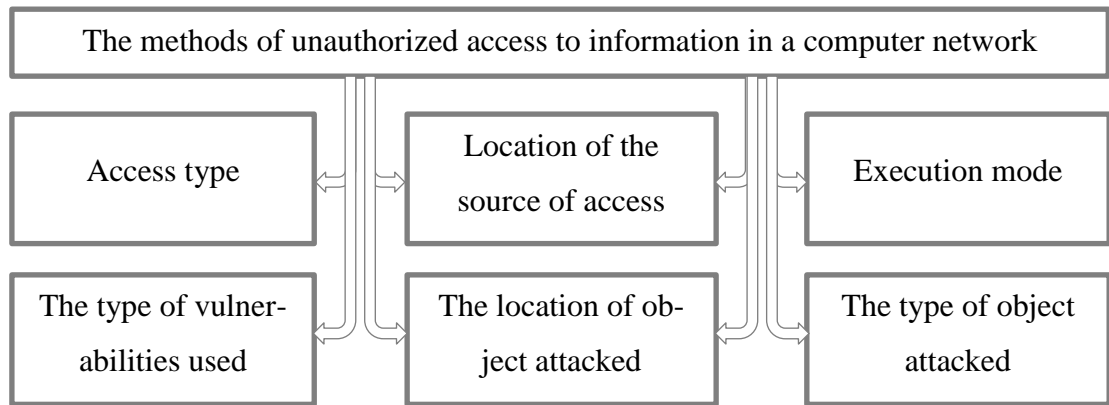 The methods of unauthorized access to information in a computer network
Access type
Location of the
source of access
Execution mode
The type of vulner-
abilities used
The location of ob-
ject attacked
The type of object
attacked